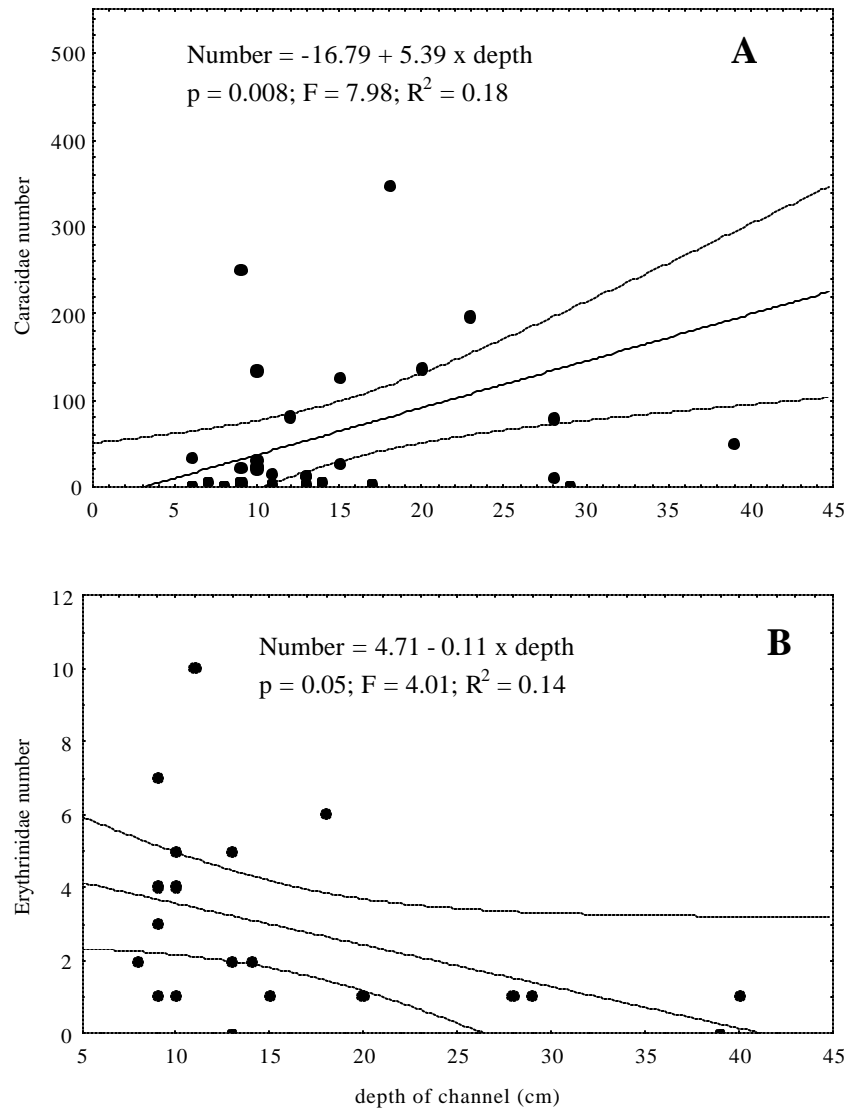 Number = -16.79 + 5.39 x depth
A
p = 0.008; F = 7.98; R² = 0.18
Caracidae number
500
400
300
200
100
0
0 5 10 15 20 25 30 35 40 45
Number = 4.71 - 0.11 x depth
B
p = 0.05; F = 4.01; R² = 0.14
Erythrinidae number
12
10
8
6
4
2
0
5 10 15 20 25 30 35 40 45
depth of channel (cm)